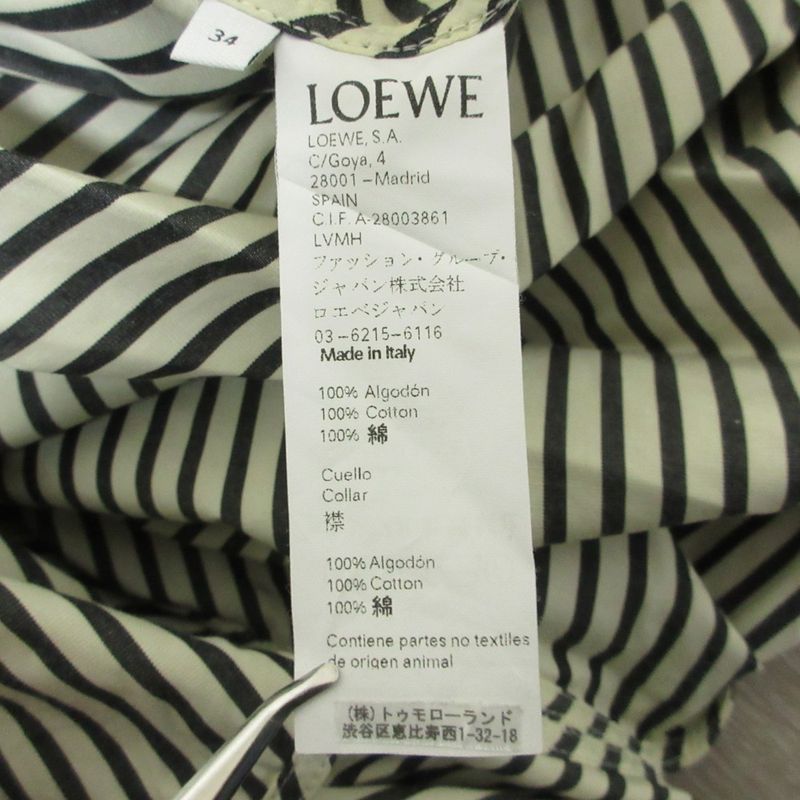 34
LOEWE
LOEWE, S.A.
C/Goya, 4
28001 – Madrid
SPAIN
C.I.F. A-28003861
LVMH
ファッション・グループ・
ジャパン株式会社
ロエベジャパン
03-6215-6116
Made in Italy
100% Algodón
100% Cotton
100% 綿
Cuello
Collar
襟
100% Algodón
100% Cotton
100% 綿
Contiene partes no textiles
de origen animal
(株)トゥモローランド
渋谷区恵比寿西1-32-18